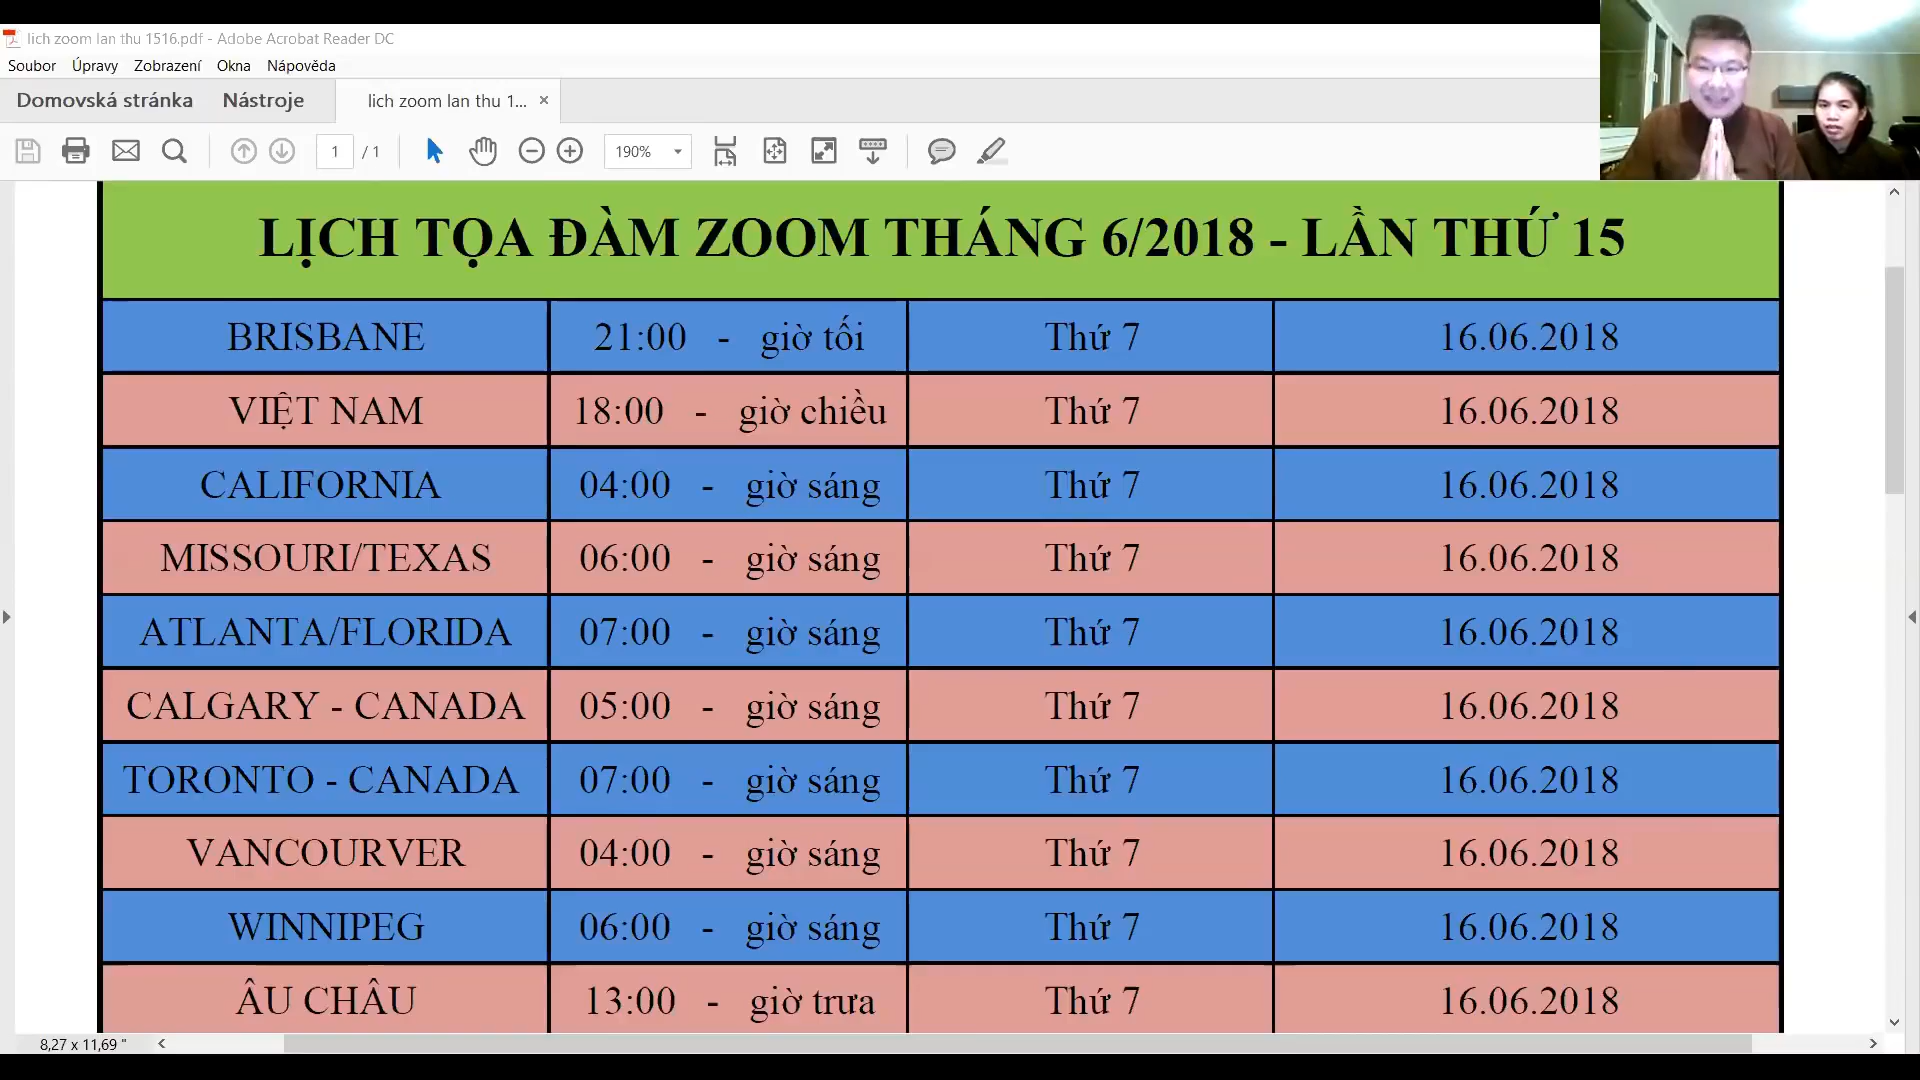 lich zoom lan thu 1516.pdf - Adobe Acrobat Reader DC
Soubor Úpravy Zobrazení Okna Nápověda
Domovská stránka Nástroje lich zoom lan thu 1... ×
1 / 1 190%
LỊCH TỌA ĐÀM ZOOM THÁNG 6/2018 - LẦN THỨ 15
BRISBANE 21:00 - giờ tối Thứ 7 16.06.2018
VIỆT NAM 18:00 - giờ chiều Thứ 7 16.06.2018
CALIFORNIA 04:00 - giờ sáng Thứ 7 16.06.2018
MISSOURI/TEXAS 06:00 - giờ sáng Thứ 7 16.06.2018
ATLANTA/FLORIDA 07:00 - giờ sáng Thứ 7 16.06.2018
CALGARY - CANADA 05:00 - giờ sáng Thứ 7 16.06.2018
TORONTO - CANADA 07:00 - giờ sáng Thứ 7 16.06.2018
VANCOURVER 04:00 - giờ sáng Thứ 7 16.06.2018
WINNIPEG 06:00 - giờ sáng Thứ 7 16.06.2018
ÂU CHÂU 13:00 - giờ trưa Thứ 7 16.06.2018
8,27 x 11,69 "